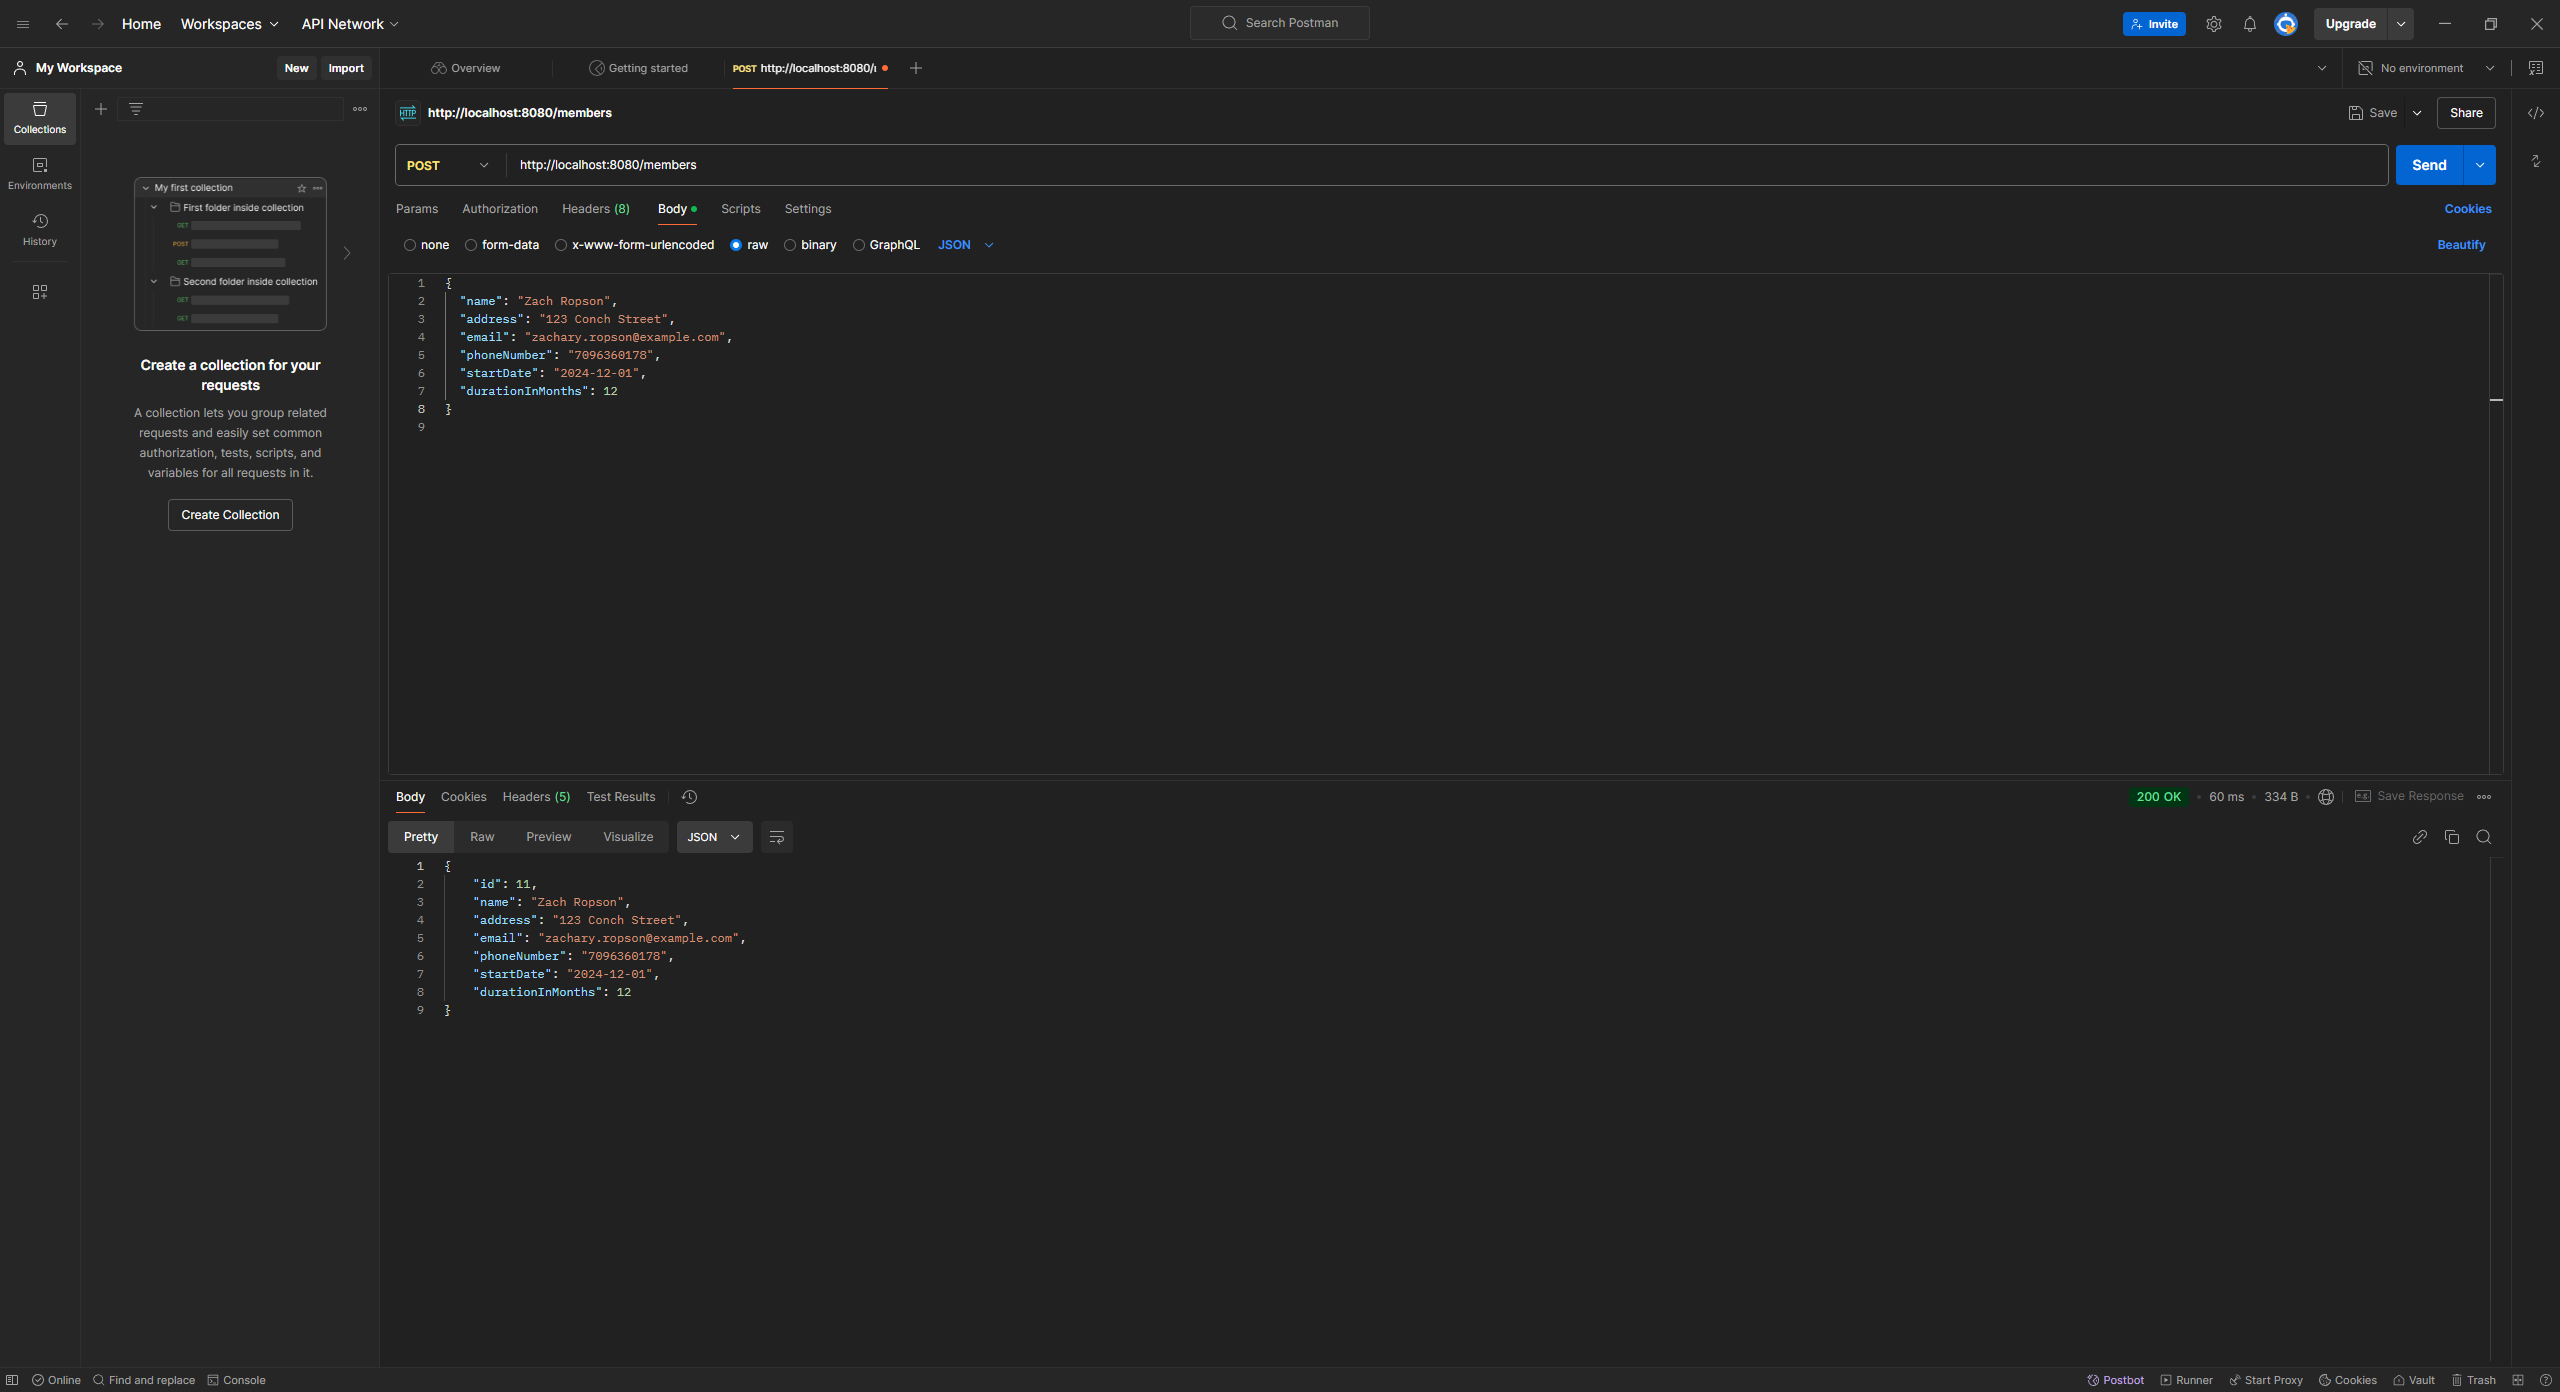 Home Workspaces API Network Search Postman Invite Upgrade
My Workspace New Import Overview Getting started POST http://localhost:8080/ No environment
Collections
Environments
History
My first collection
First folder inside collection
GET
POST
GET
Second folder inside collection
GET
GET
Create a collection for your
requests
A collection lets you group related
requests and easily set common
authorization, tests, scripts, and
variables for all requests in it.
Create Collection
HTTP http://localhost:8080/members Save Share
POST http://localhost:8080/members Send
Params Authorization Headers (8) Body Scripts Settings Cookies
none form-data x-www-form-urlencoded raw binary GraphQL JSON Beautify
1 {
2 "name": "Zach Ropson",
3 "address": "123 Conch Street",
4 "email": "zachary.ropson@example.com",
5 "phoneNumber": "7096360178",
6 "startDate": "2024-12-01",
7 "durationInMonths": 12
8 }
9
Body Cookies Headers (5) Test Results 200 OK 60 ms 334 B Save Response
Pretty Raw Preview Visualize JSON
1 {
2 "id": 11,
3 "name": "Zach Ropson",
4 "address": "123 Conch Street",
5 "email": "zachary.ropson@example.com",
6 "phoneNumber": "7096360178",
7 "startDate": "2024-12-01",
8 "durationInMonths": 12
9 }
Online Find and replace Console Postbot Runner Start Proxy Cookies Vault Trash